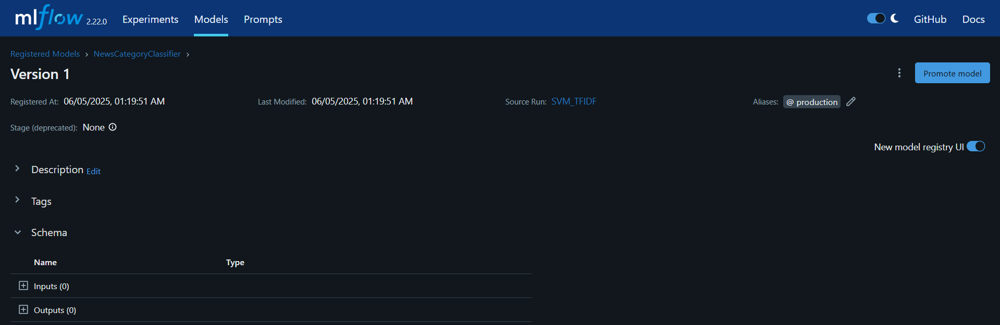 mlflow 2.22.0 Experiments Models Prompts GitHub Docs
Registered Models > NewsCategoryClassifier >
Version 1
Promote model
Registered At: 06/05/2025, 01:19:51 AM Last Modified: 06/05/2025, 01:19:51 AM Source Run: SVM_TFIDF Aliases: @ production
Stage (deprecated): None
New model registry UI
Description Edit
Tags
Schema
Name Type
Inputs (0)
Outputs (0)